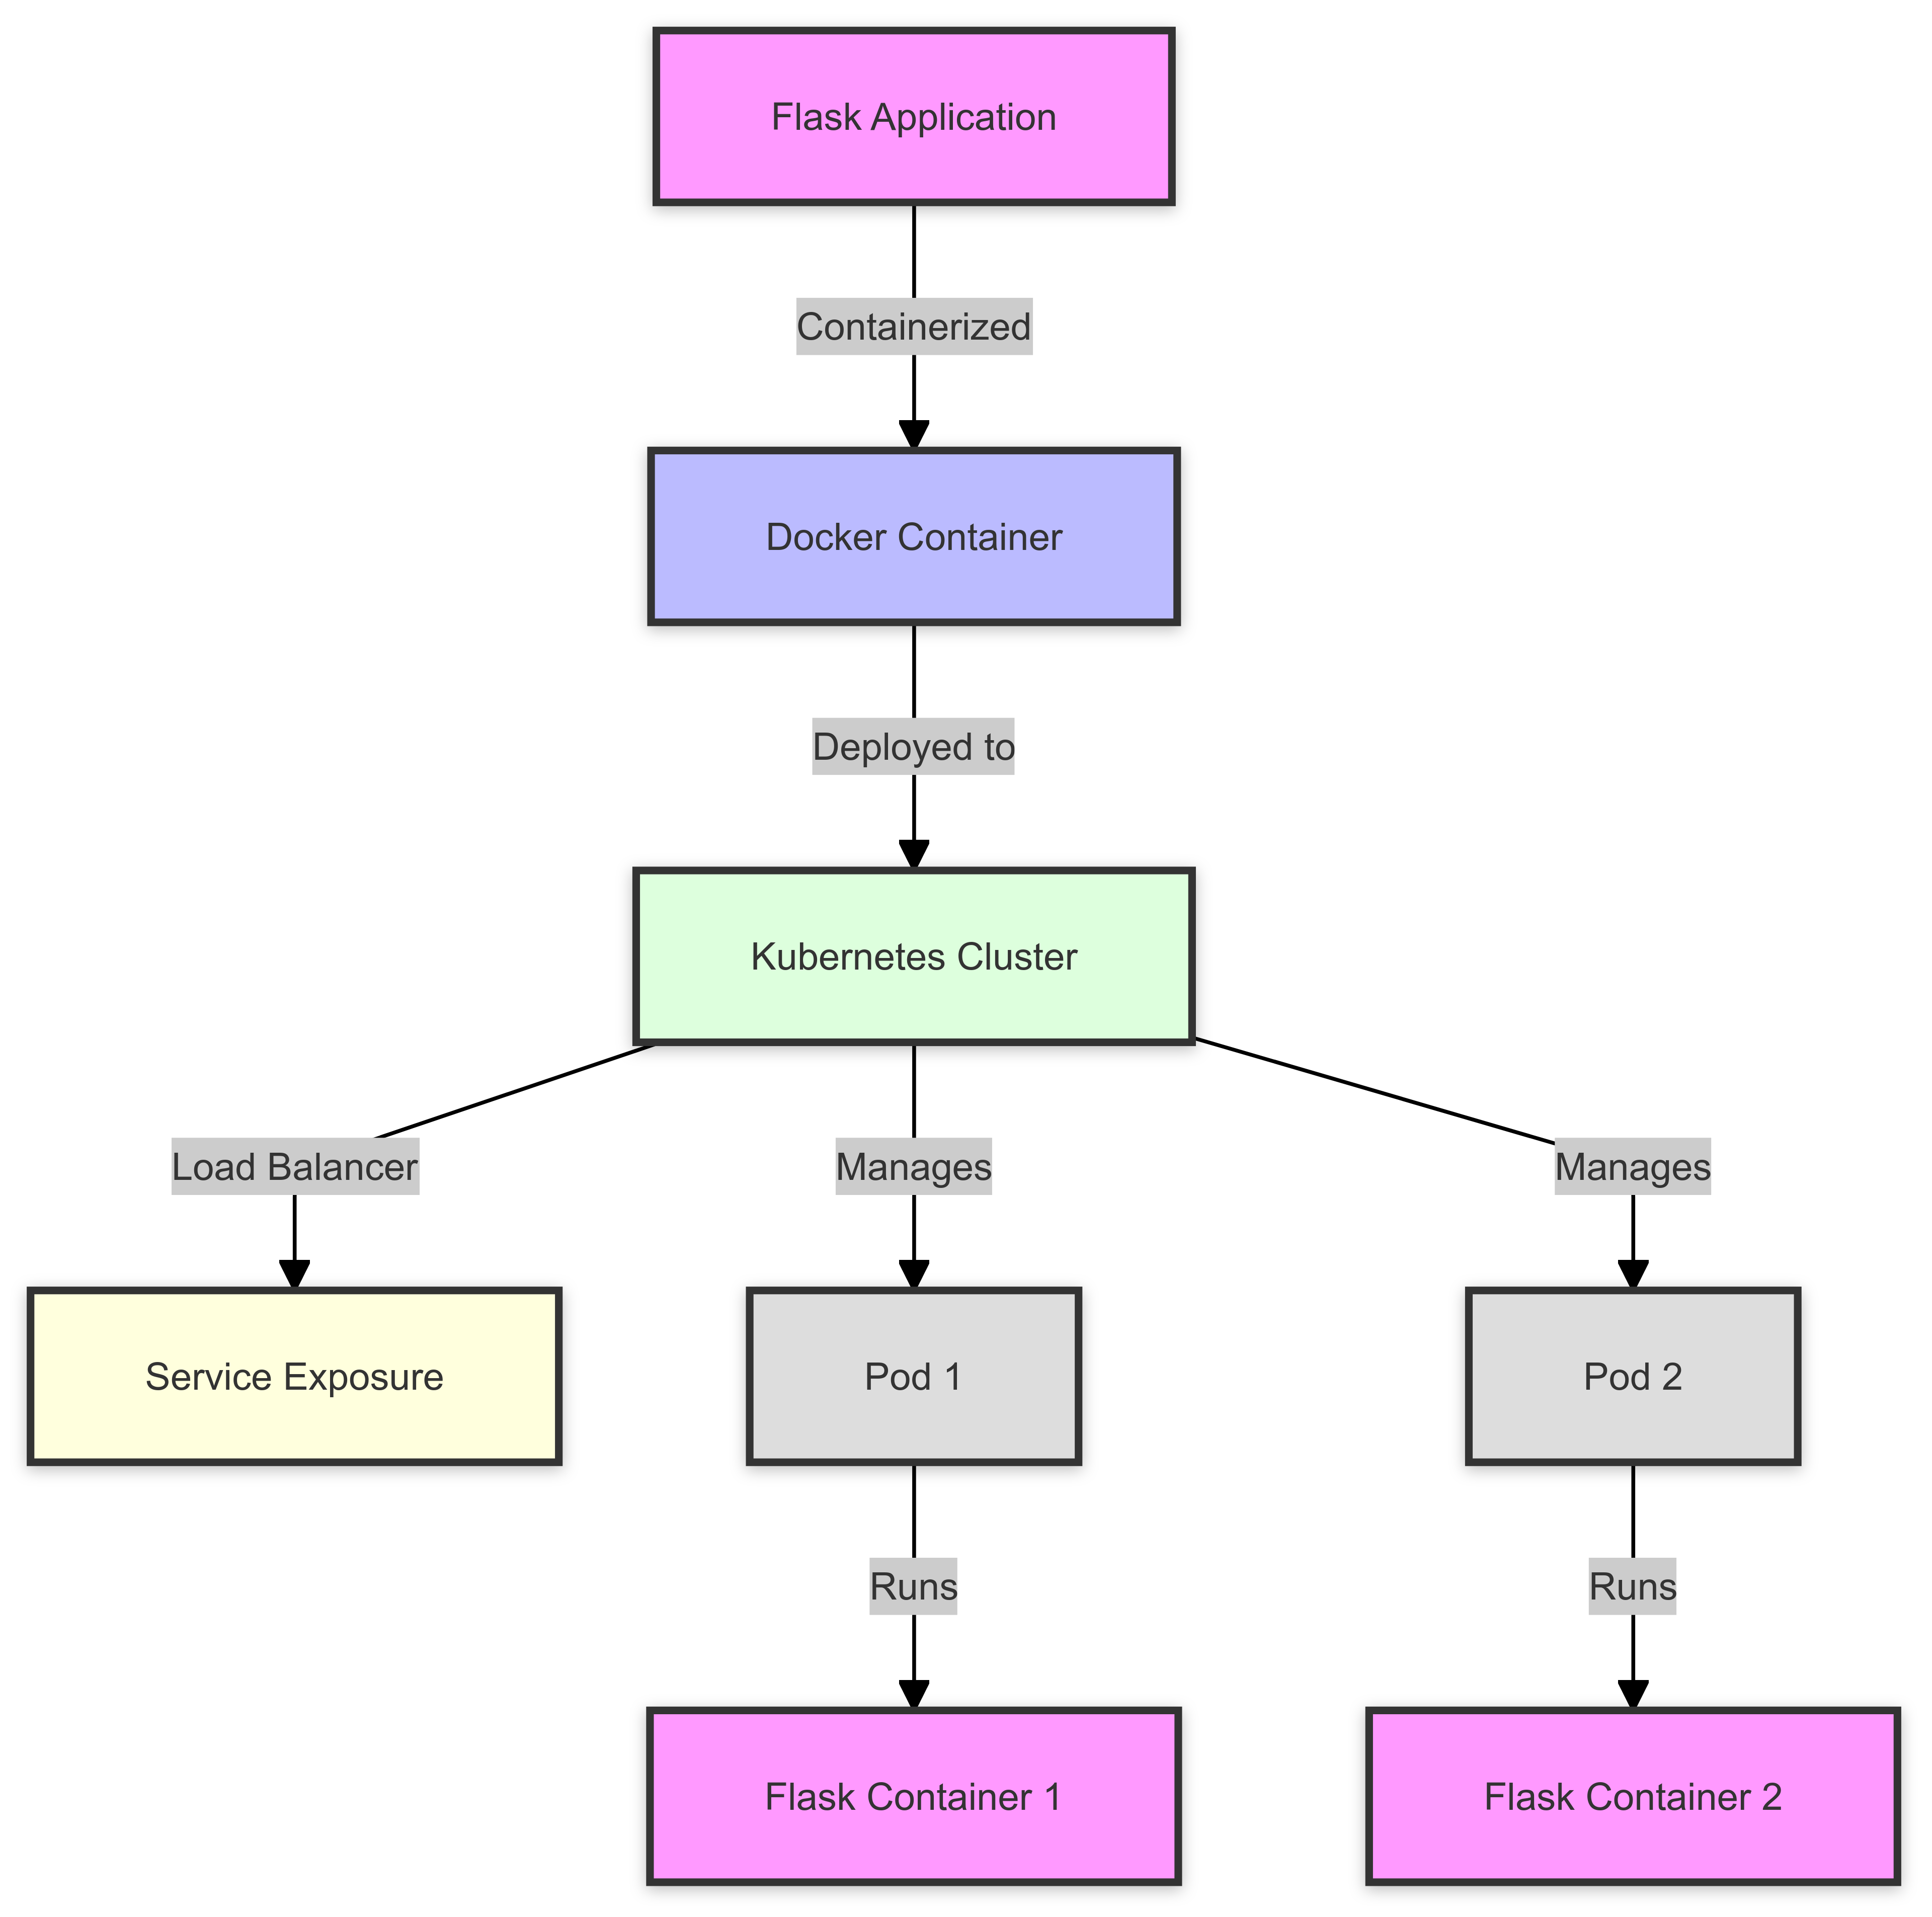 Flask Application
Containerized
Docker Container
Deployed to
Kubernetes Cluster
Load Balancer
Manages
Manages
Service Exposure
Pod 1
Pod 2
Runs
Runs
Flask Container 1
Flask Container 2